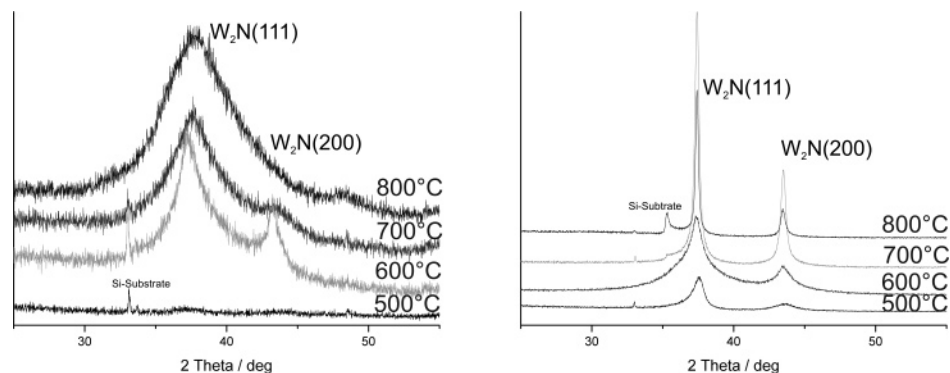 W₂N(111)
W₂N(200)
800°C
700°C
600°C
Si-Substrate
500°C
30 40 50
2 Theta / deg
W₂N(111)
W₂N(200)
Si-Subtrate
800°C
700°C
600°C
500°C
30 40 50
2 Theta / deg